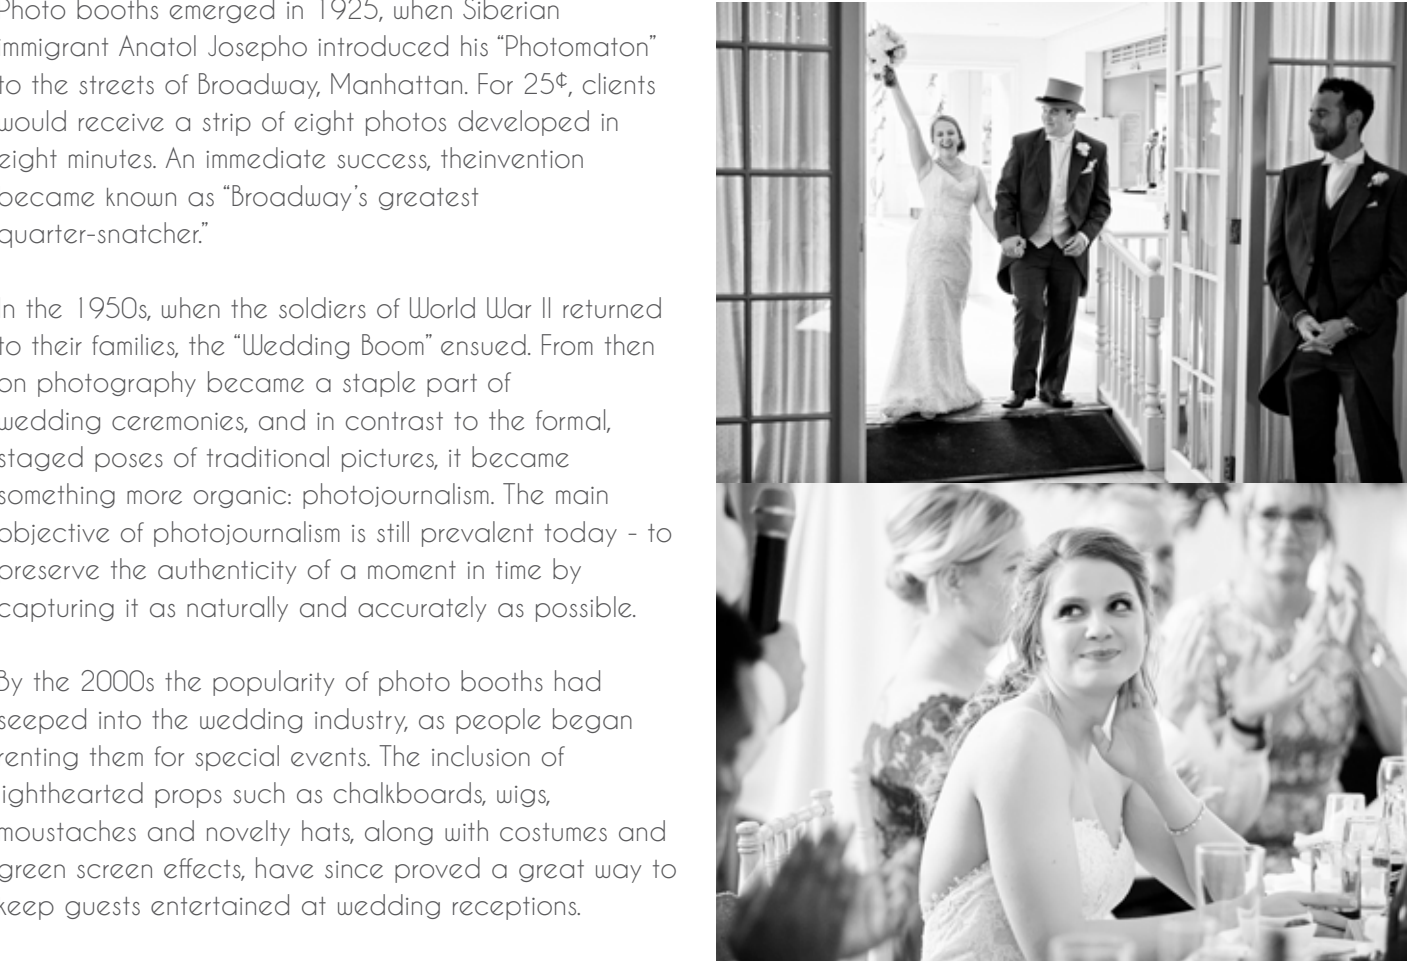 Photo booths emerged in 1925, when Siberian
immigrant Anatol Josepho introduced his “Photomaton”
to the streets of Broadway, Manhattan. For 25¢, clients
would receive a strip of eight photos developed in
eight minutes. An immediate success, theinvention
became known as “Broadway’s greatest
quarter-snatcher.”
In the 1950s, when the soldiers of World War II returned
to their families, the “Wedding Boom” ensued. From then
on photography became a staple part of
wedding ceremonies, and in contrast to the formal,
staged poses of traditional pictures, it became
something more organic: photojournalism. The main
objective of photojournalism is still prevalent today - to
preserve the authenticity of a moment in time by
capturing it as naturally and accurately as possible.
By the 2000s the popularity of photo booths had
seeped into the wedding industry, as people began
renting them for special events. The inclusion of
lighthearted props such as chalkboards, wigs,
moustaches and novelty hats, along with costumes and
green screen effects, have since proved a great way to
keep guests entertained at wedding receptions.